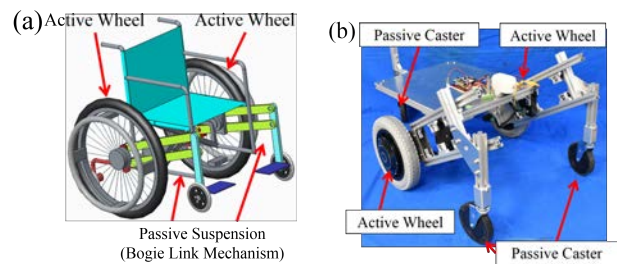 (a)
Active Wheel
Active Wheel
Passive Suspension
(Bogie Link Mechanism)
(b)
Passive Caster
Active Wheel
Active Wheel
Passive Caster